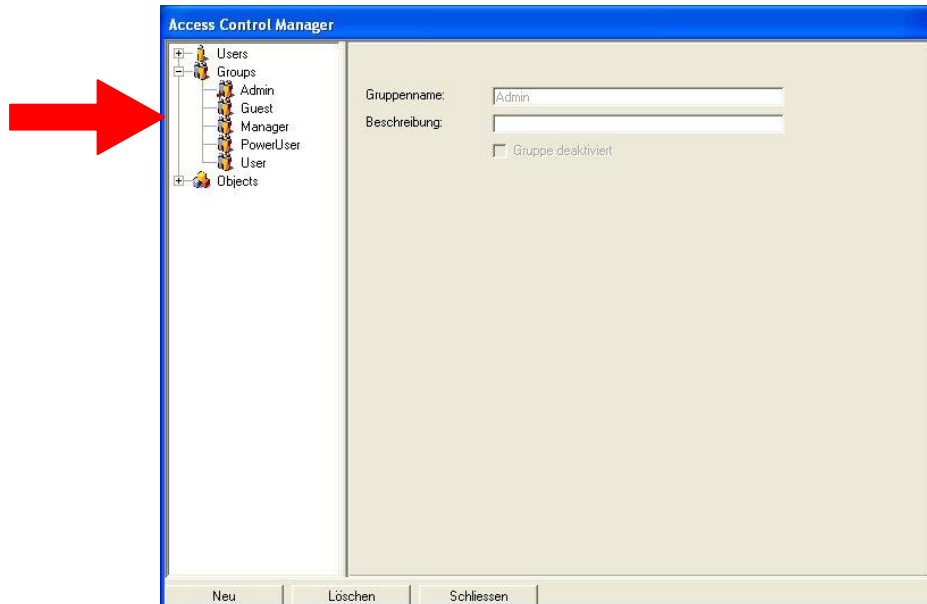 Access Control Manager
Users
Groups
Admin
Guest
Manager
PowerUser
User
Objects
Gruppenname: Admin
Beschreibung:
Gruppe deaktiviert
Neu Löschen Schliessen